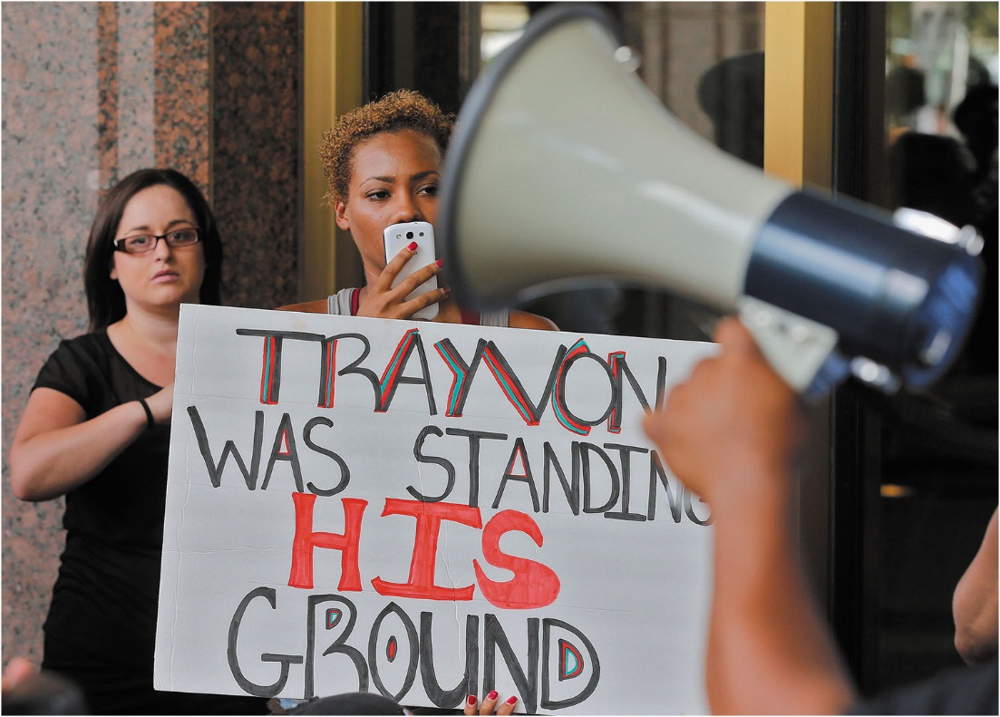 TRAYVON
WAS STANDING
HIS
GROUND